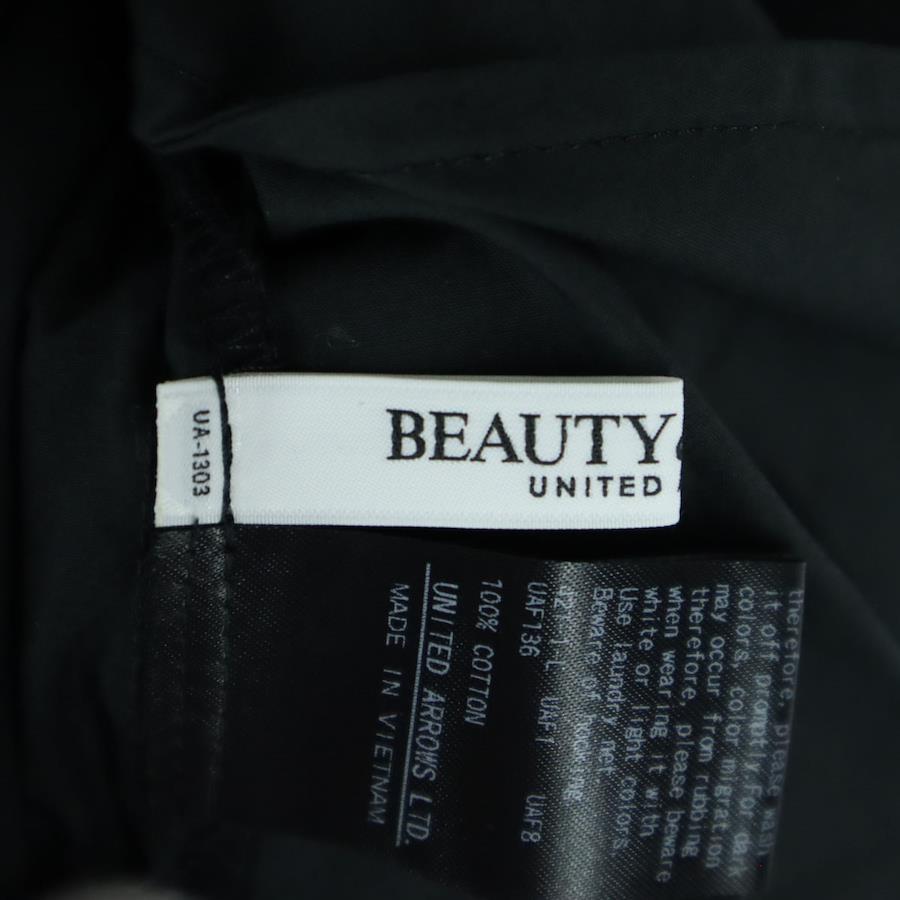 BEAUTY
UNITED
UA-1303
therefore, please wash
it off promptly.For dark
colors, color migration
may occur from rubbing
therefore, please beware
when wearing it with
white or light colors.
Use laundry net.
Beware of
UAF1 UAF8
UAF136
100% COTTON
UNITED ARROWS LTD.
MADE IN VIETNAM